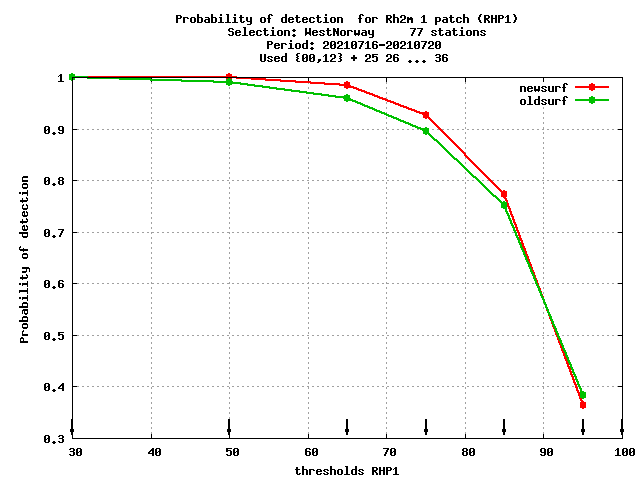 Probability of detection  for Rh2m 1 patch (RHP1)
Selection: WestNorway     77 stations
Period: 20210716-20210720
Used {00,12} + 25 26 ... 36
newsurf
oldsurf
1
0.9
0.8
0.7
0.6
0.5
0.4
0.3
Probability of detection
30 40 50 60 70 80 90 100
thresholds RHP1